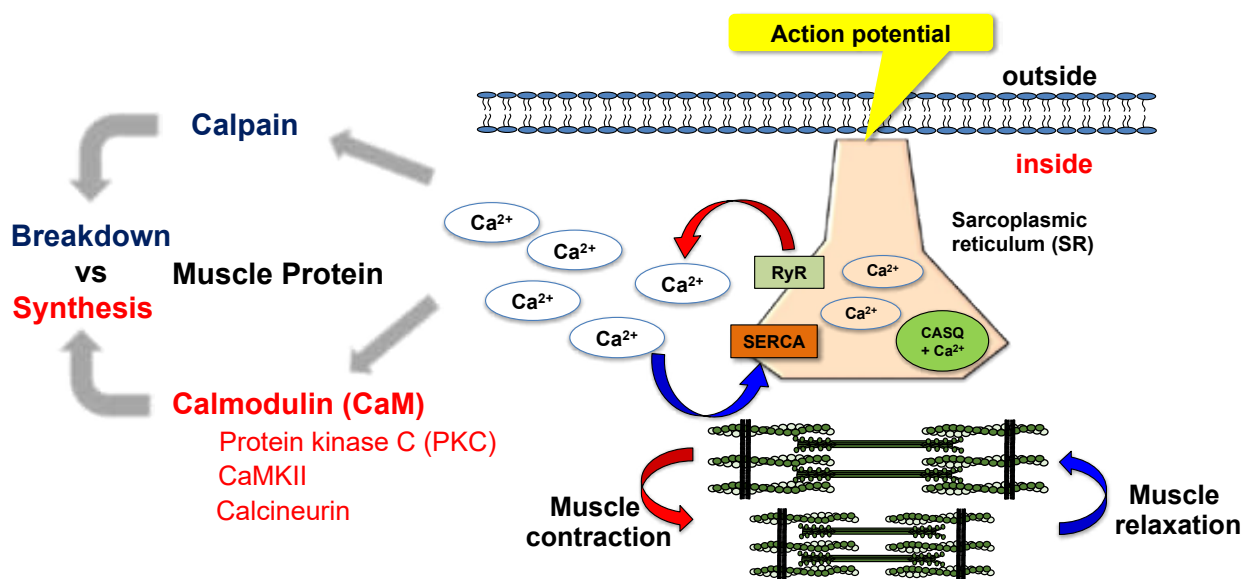 Action potential
outside
inside
Calpain
Breakdown
vs
Synthesis
Muscle Protein
Ca²⁺
Ca²⁺
Ca²⁺
Ca²⁺
Ca²⁺
RyR
SERCA
Ca²⁺
Ca²⁺
CASQ
+ Ca²⁺
Sarcoplasmic
reticulum (SR)
Calmodulin (CaM)
Protein kinase C (PKC)
CaMKII
Calcineurin
Muscle
contraction
Muscle
relaxation